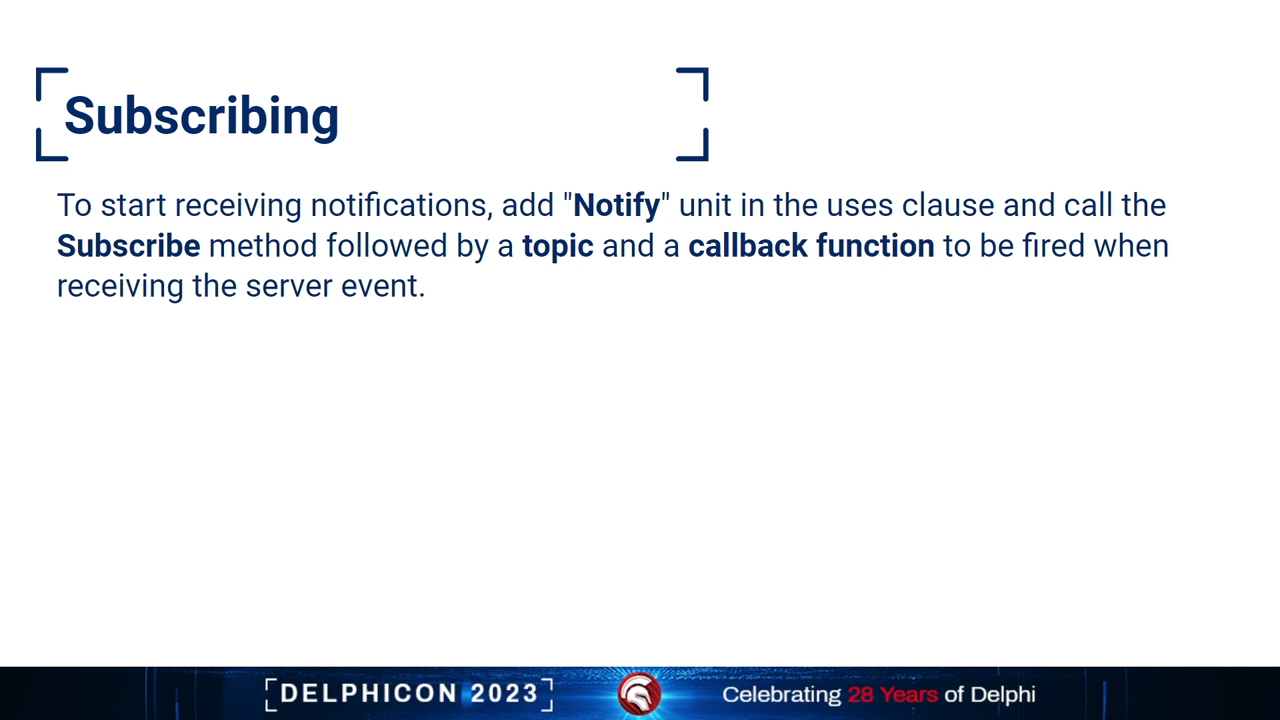 Subscribing
To start receiving notifications, add "Notify" unit in the uses clause and call the
Subscribe method followed by a topic and a callback function to be fired when
receiving the server event.
DELPHICON 2023
Celebrating 28 Years of Delphi